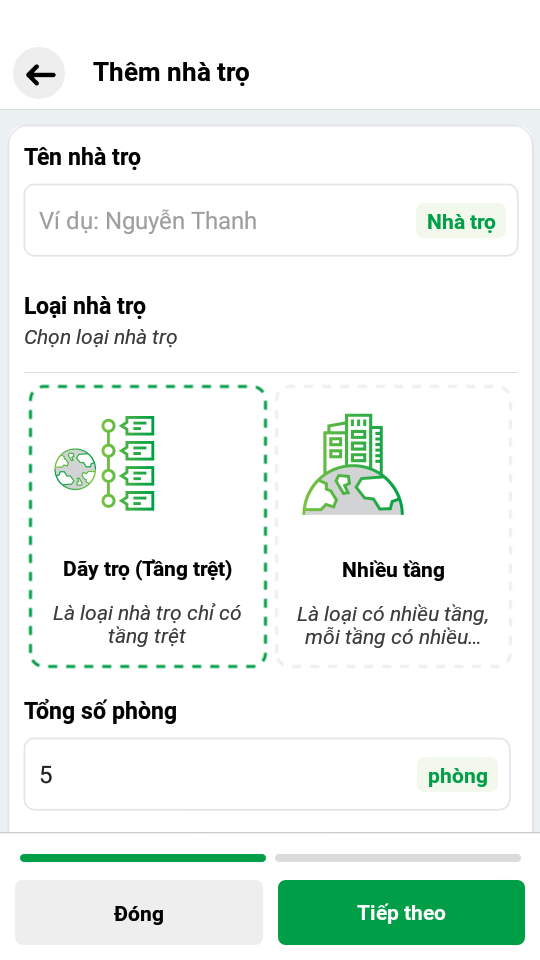 Thêm nhà trọ
Tên nhà trọ
Ví dụ: Nguyễn Thanh
Nhà trọ
Loại nhà trọ
Chọn loại nhà trọ
Dãy trọ (Tầng trệt)
Là loại nhà trọ chỉ có
tầng trệt
Nhiều tầng
Là loại có nhiều tầng,
mỗi tầng có nhiều...
Tổng số phòng
5
phòng
Đóng
Tiếp theo